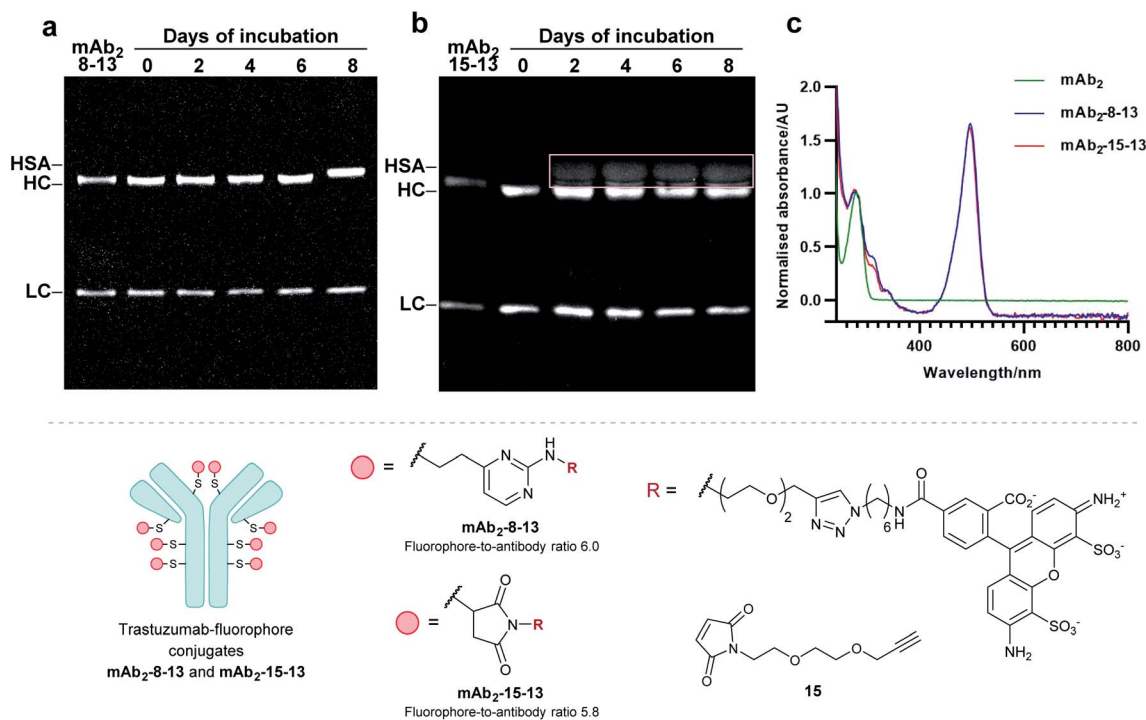 a
mAb2
8-13
Days of incubation
0 2 4 6 8
HSA
HC
LC
b
mAb2
15-13
Days of incubation
0 2 4 6 8
HSA
HC
LC
c
Normalised absorbance/AU
2.0
1.5
1.0
0.5
0.0
400 600 800
Wavelength/nm
mAb2
mAb2-8-13
mAb2-15-13
S S
S S
S S
S S
Trastuzumab-fluorophore
conjugates
mAb2-8-13 and mAb2-15-13
=
N
N
H
N
R
mAb2-8-13
Fluorophore-to-antibody ratio 6.0
=
O
N-R
O
mAb2-15-13
Fluorophore-to-antibody ratio 5.8
R =
O
2
N=N
N
6
NH
O
CO2-
NH2+
SO3-
O
SO3-
NH2
O
N
O
O
O
15